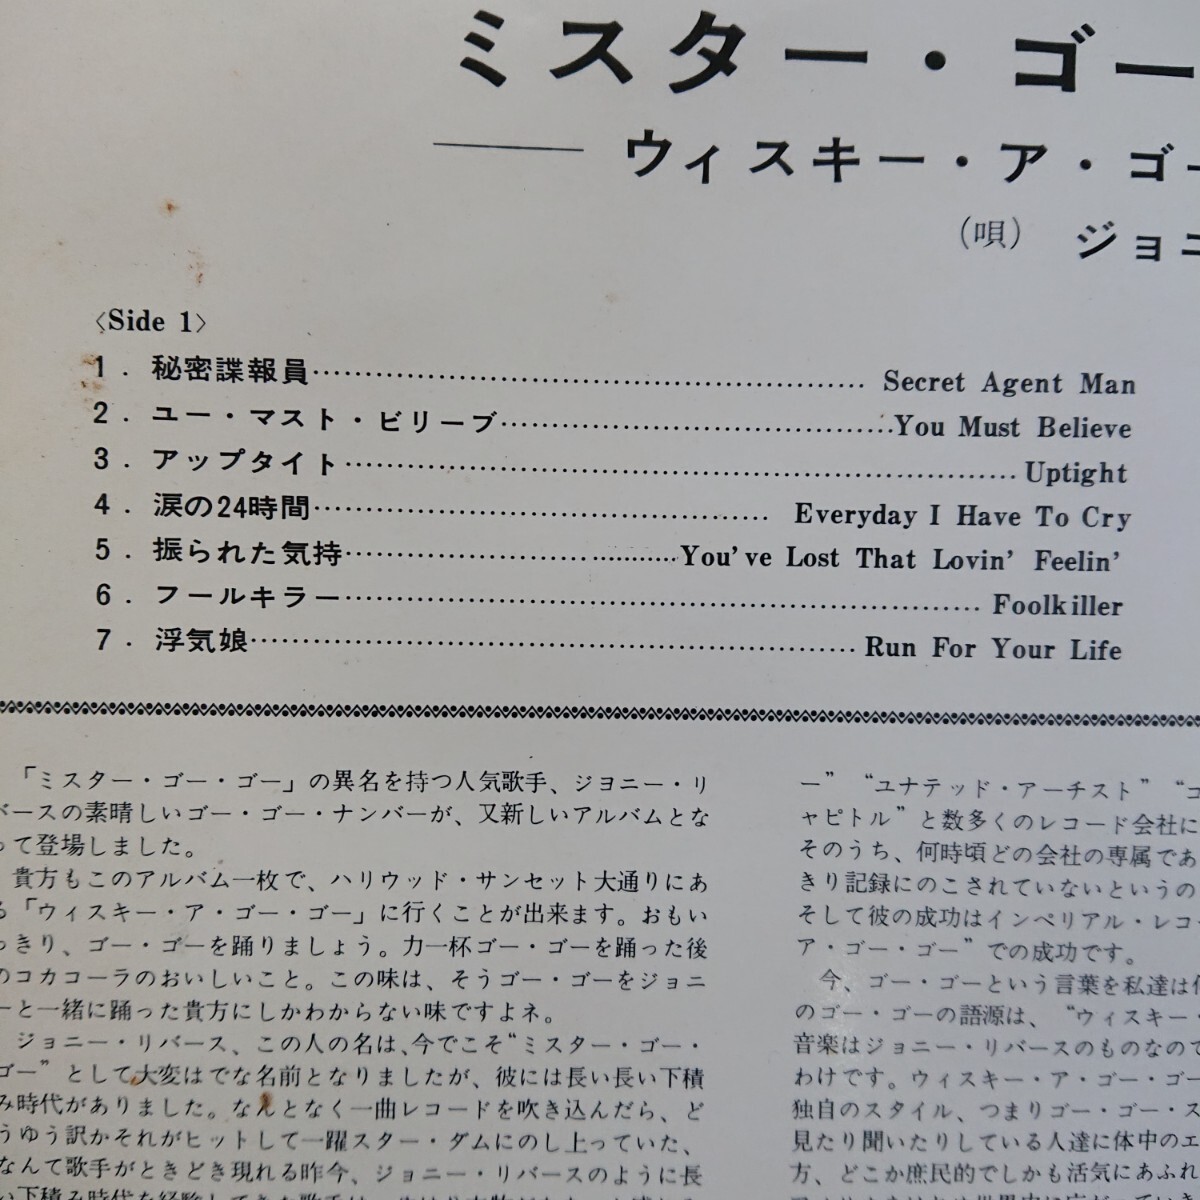 ミスター・ゴー
ウィスキー・ア・ゴー
(唄) ジョニ
〈Side 1〉
1. 秘密諜報員…… Secret Agent Man
2. ユー・マスト・ビリーブ……You Must Believe
3. アップタイト…… Uptight
4. 涙の24時間…… Everyday I Have To Cry
5. 振られた気持……You've Lost That Lovin' Feelin'
6. フールキラー…… Foolkiller
7. 浮気娘…… Run For Your Life
「ミスター・ゴー・ゴー」の異名を持つ人気歌手、ジョニー・リ
バースの素晴しいゴー・ゴー・ナンバーが、又新しいアルバムとな
って登場しました。
貴方もこのアルバム一枚で、ハリウッド・サンセット大通りにあ
る「ウィスキー・ア・ゴー・ゴー」に行くことが出来ます。おもい
っきり、ゴー・ゴーを踊りましょう。力一杯ゴー・ゴーを踊った後
のコカコーラのおいしいこと。この味は、そうゴー・ゴーをジョニ
ーと一緒に踊った貴方にしかわからない味ですよネ。
ジョニー・リバース、この人の名は、今でこそ“ミスター・ゴー・
ゴー”として大変はでな名前となりましたが、彼には長い長い下積
み時代がありました。なんとなく一曲レコードを吹き込んだら、ど
うゆう訳かそれがヒットして一躍スター・ダムにのし上っていた、
なんて歌手がときどき現れる昨今、ジョニー・リバースのように長
い下積み時代を経験してきた歌手は
ー” “ユナテッド・アーチスト” “コ
ャピトル”と数多くのレコード会社に
そのうち、何時頃どの会社の専属であ
きり記録にのこされていないというの
そして彼の成功はインペリアル・レコ
ア・ゴー・ゴー”での成功です。
今、ゴー・ゴーという言葉を私達は何
のゴー・ゴーの語源は、“ウィスキー・
音楽はジョニー・リバースのものなので
わけです。ウィスキー・ア・ゴー・ゴー
独自のスタイル、つまりゴー・ゴー・ス
見たり聞いたりしている人達に体中のエ
方、どこか庶民的でしかも活気にあふれ